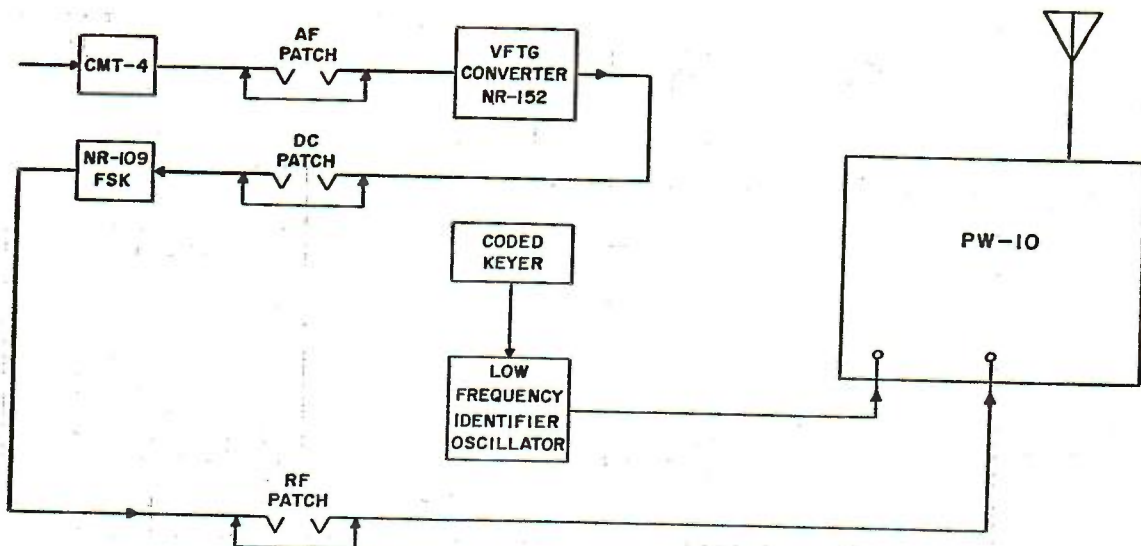 CMT-4
AF
PATCH
VFTG
CONVERTER
NR-152
NR-109
FSK
DC
PATCH
CODED
KEYER
PW-10
LOW
FREQUENCY
IDENTIFIER
OSCILLATOR
RF
PATCH